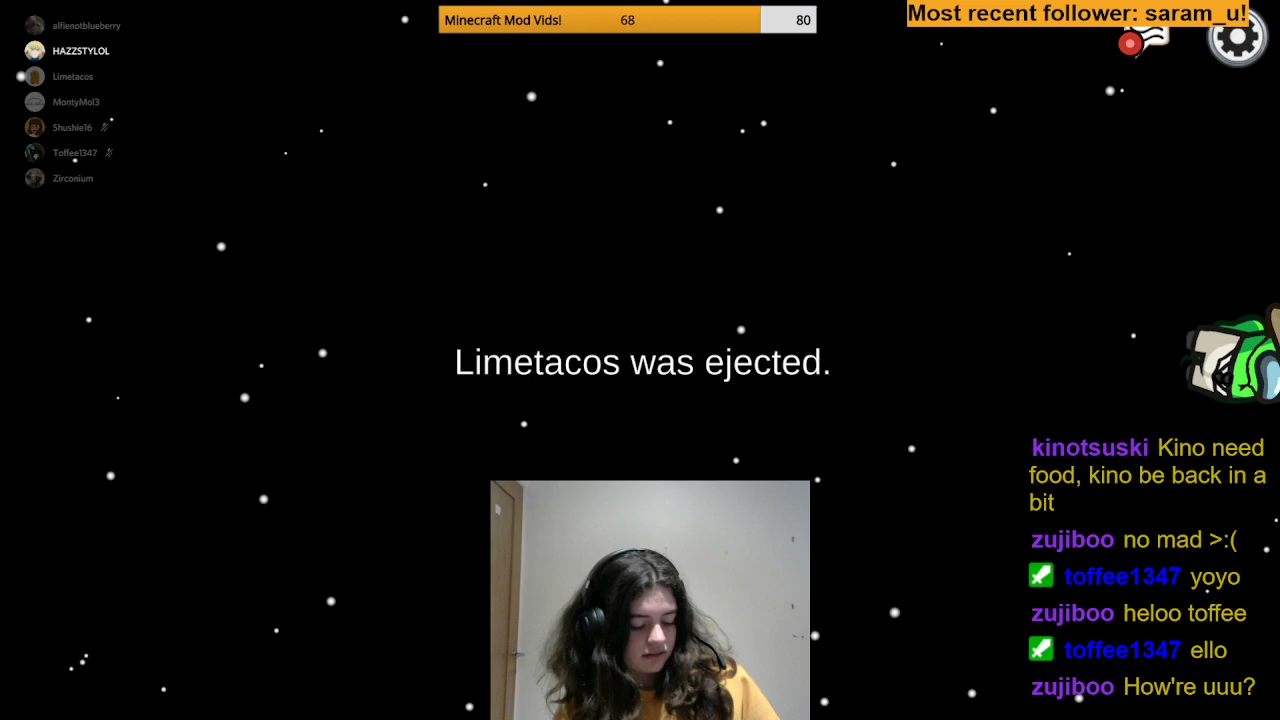 alfienotblueberry
HAZZSTYLOL
Limetacos
MontyMol3
Shushie16
Toffee1347
Zirconium
Minecraft Mod Vids! 68 80
Most recent follower: saram_u!
Limetacos was ejected.
kinotsuski Kino need
food, kino be back in a
bit
zujiboo no mad >:(
toffee1347 yoyo
zujiboo heloo toffee
toffee1347 ello
zujiboo How're uuu?